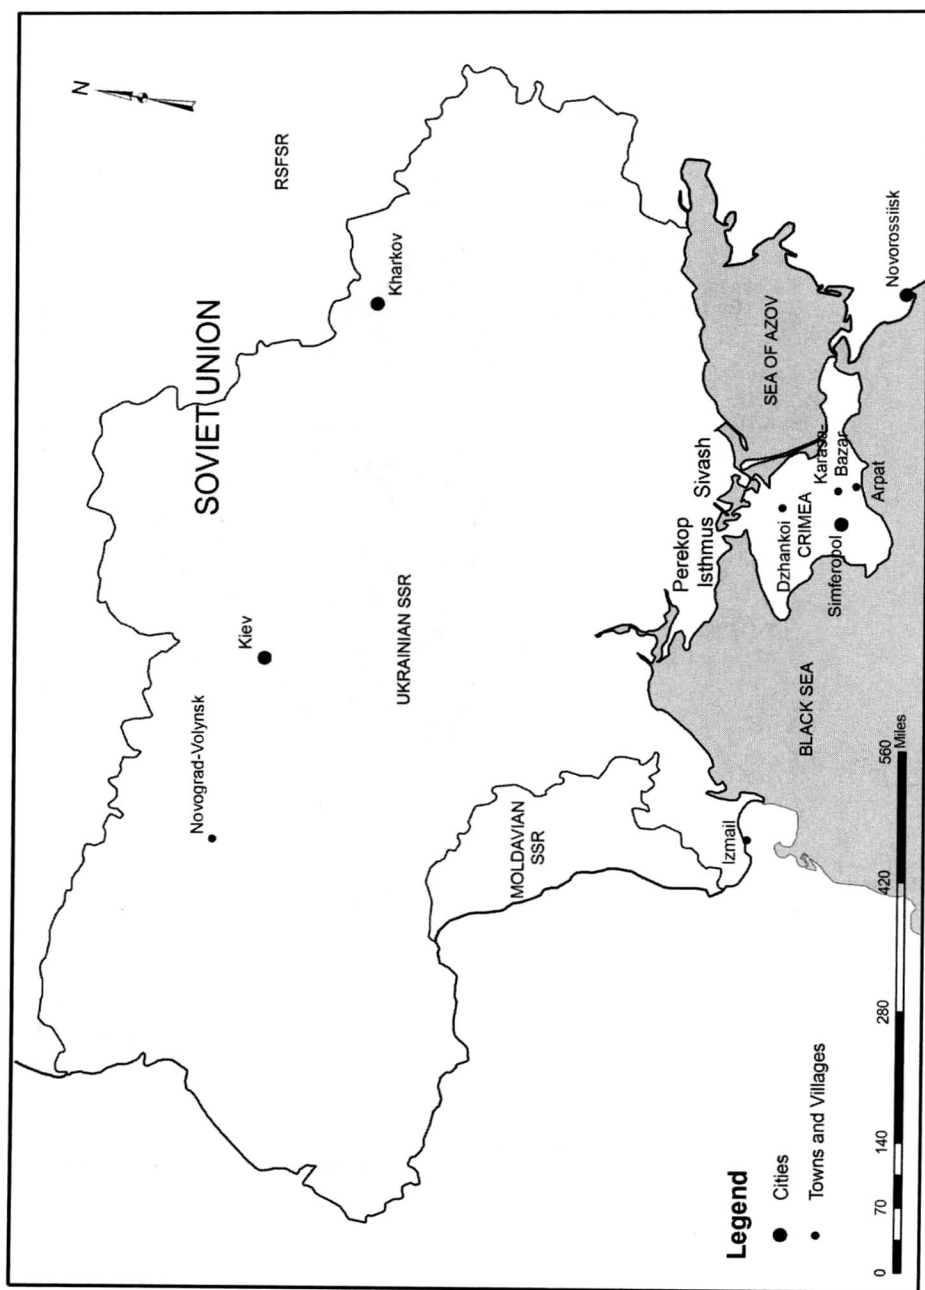 N
RSFSR
SOVIET UNION
Kharkov
Kiev
Novograd-Volynsk
UKRAINIAN SSR
MOLDAVIAN
SSR
Izmail
Perekop
Isthmus
Sivash
SEA OF AZOV
Novorossiisk
Dzhankoi
CRIMEA
Simferopol
Karasu-
Bazar
Arpat
BLACK SEA
Legend
Cities
Towns and Villages
0 70 140 280 420 560
Miles